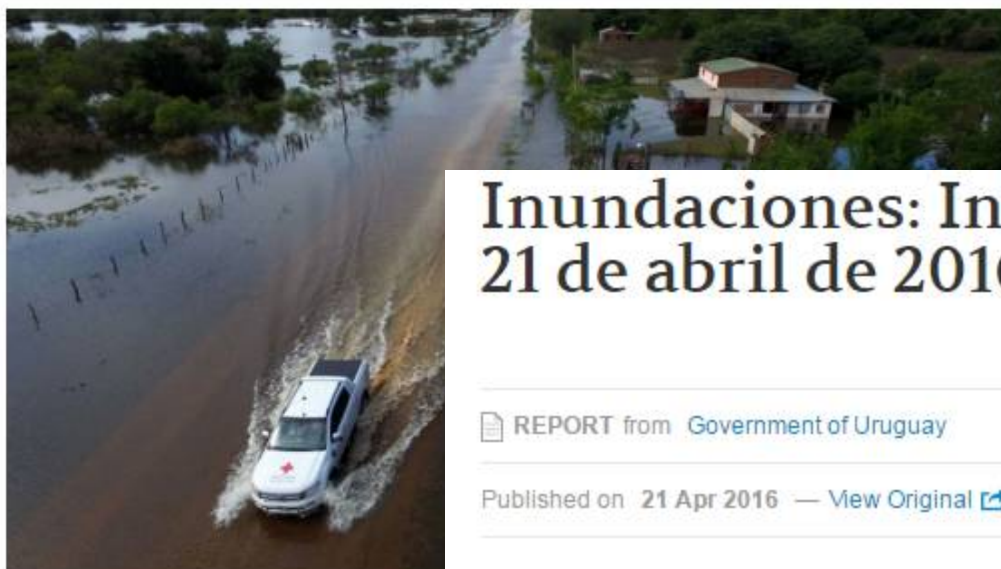 Inundaciones: In
21 de abril de 201
REPORT from Government of Uruguay
Published on 21 Apr 2016 — View Original